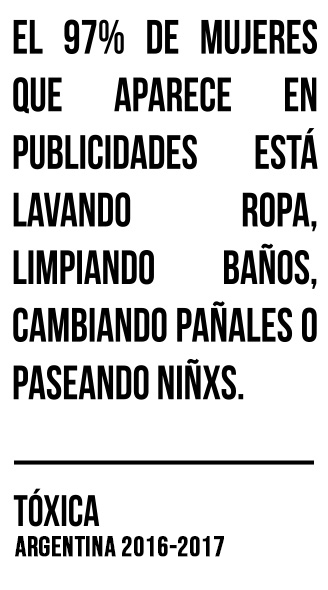 EL 97% DE MUJERES
QUE APARECE EN
PUBLICIDADES ESTÁ
LAVANDO ROPA,
LIMPIANDO BAÑOS,
CAMBIANDO PAÑALES O
PASEANDO NIÑXS.
TÓXICA
ARGENTINA 2016-2017